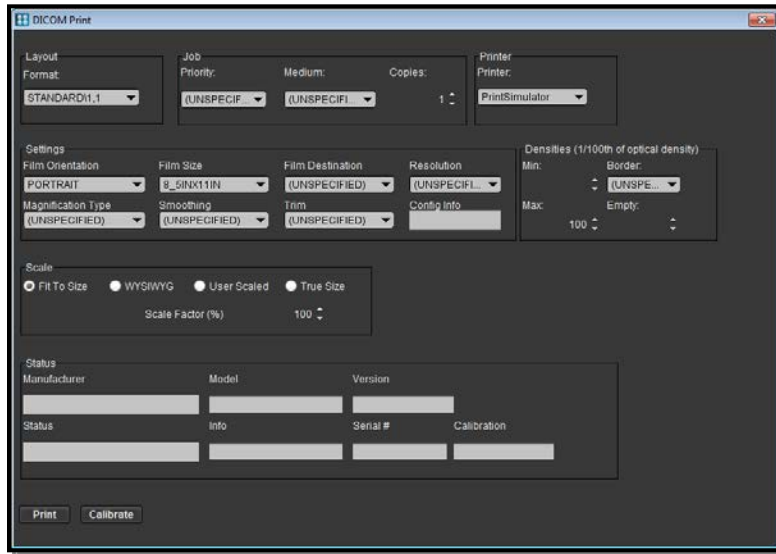 DICOM Print
Layout
Format:
STANDARD\1,1
Job
Priority: Medium: Copies:
(UNSPECIF... (UNSPECIFI... 1
Printer
Printer:
PrintSimulator
Settings
Film Orientation Film Size Film Destination Resolution
PORTRAIT 8_5INX11IN (UNSPECIFIED) (UNSPECIFI...
Magnification Type Smoothing Trim Config Info
(UNSPECIFIED) (UNSPECIFIED) (UNSPECIFIED)
Densities (1/100th of optical density)
Min: Border:
(UNSPE...
Max: Empty:
100
Scale
Fit To Size WYSIWYG User Scaled True Size
Scale Factor (%) 100
Status
Manufacturer Model Version
Status Info Serial # Calibration
Print Calibrate